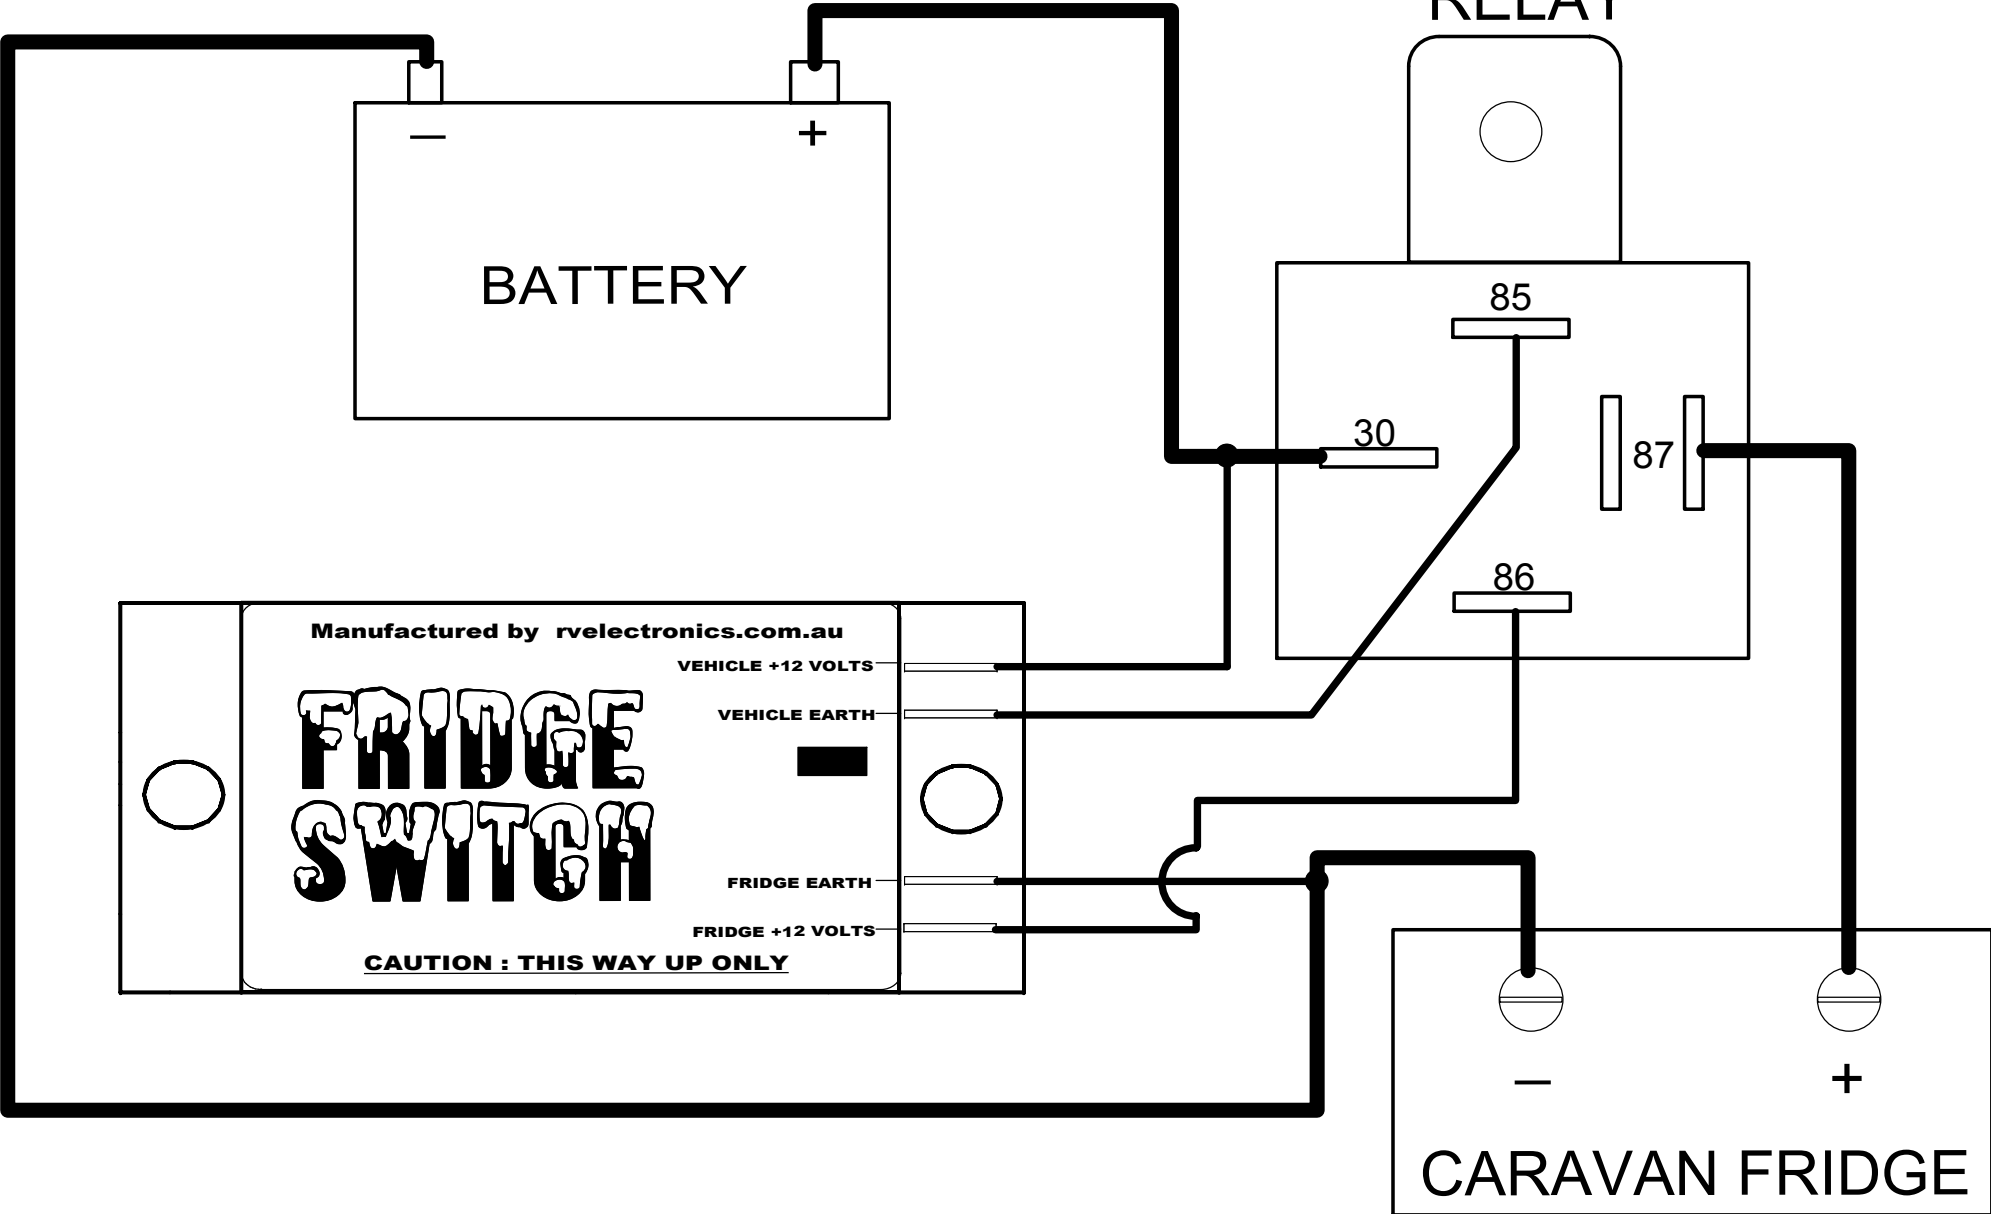 RELAY
—
+
BATTERY
85
30
87
86
Manufactured by rvelectronics.com.au
VEHICLE +12 VOLTS
VEHICLE EARTH
FRIDGE
SWITCH
FRIDGE EARTH
FRIDGE +12 VOLTS
CAUTION : THIS WAY UP ONLY
—
+
CARAVAN FRIDGE